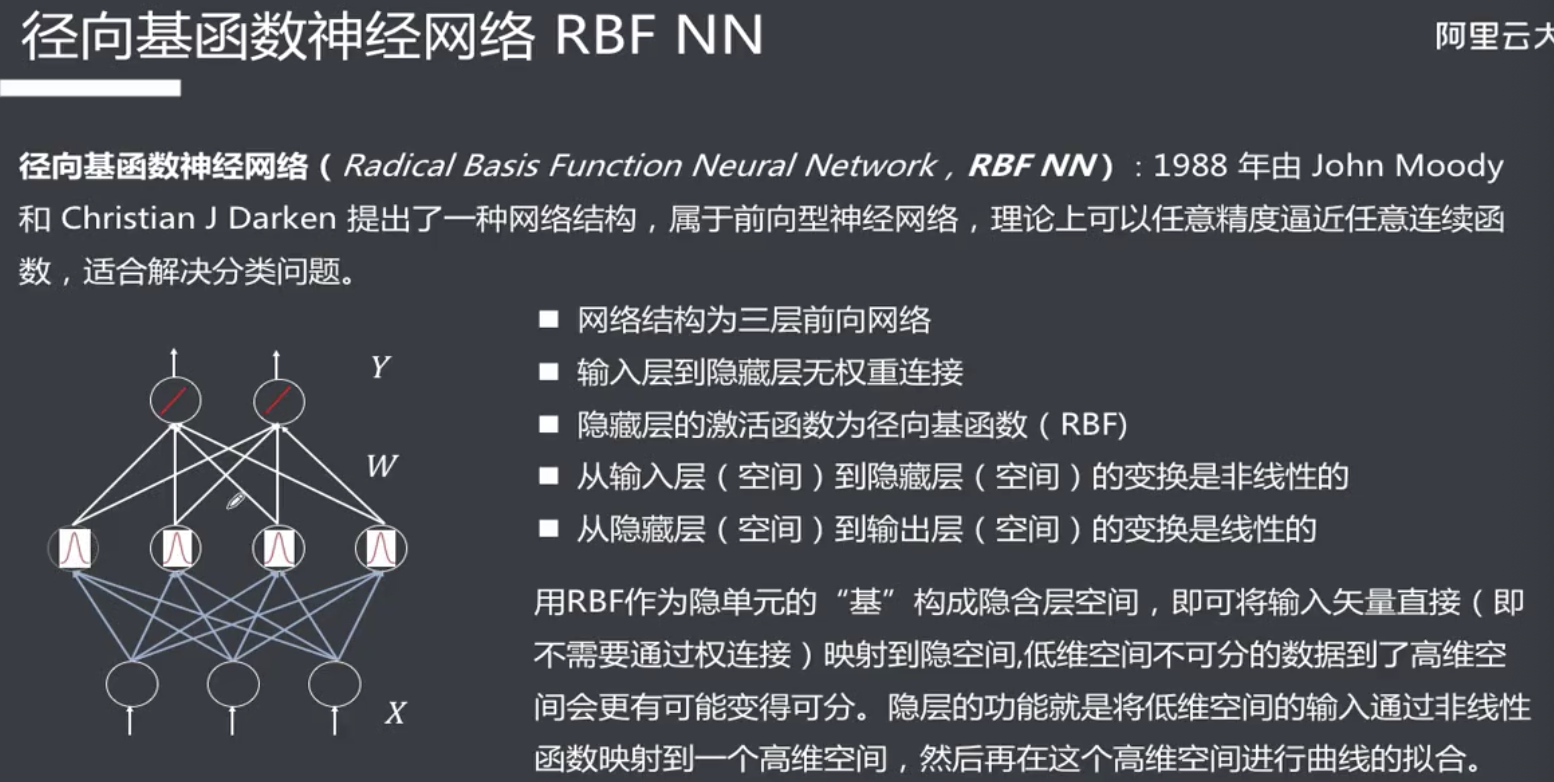 径向基函数神经网络 RBF NN
阿里云大
径向基函数神经网络（ Radical Basis Function Neural Network，RBF NN）：1988 年由 John Moody
和 Christian J Darken 提出了一种网络结构，属于前向型神经网络，理论上可以任意精度逼近任意连续函
数，适合解决分类问题。
■ 网络结构为三层前向网络
■ 输入层到隐藏层无权重连接
■ 隐藏层的激活函数为径向基函数（RBF)
■ 从输入层（空间）到隐藏层（空间）的变换是非线性的
■ 从隐藏层（空间）到输出层（空间）的变换是线性的
Y
W
X
用RBF作为隐单元的“基”构成隐含层空间，即可将输入矢量直接（即
不需要通过权连接）映射到隐空间,低维空间不可分的数据到了高维空
间会更有可能变得可分。隐层的功能就是将低维空间的输入通过非线性
函数映射到一个高维空间，然后再在这个高维空间进行曲线的拟合。